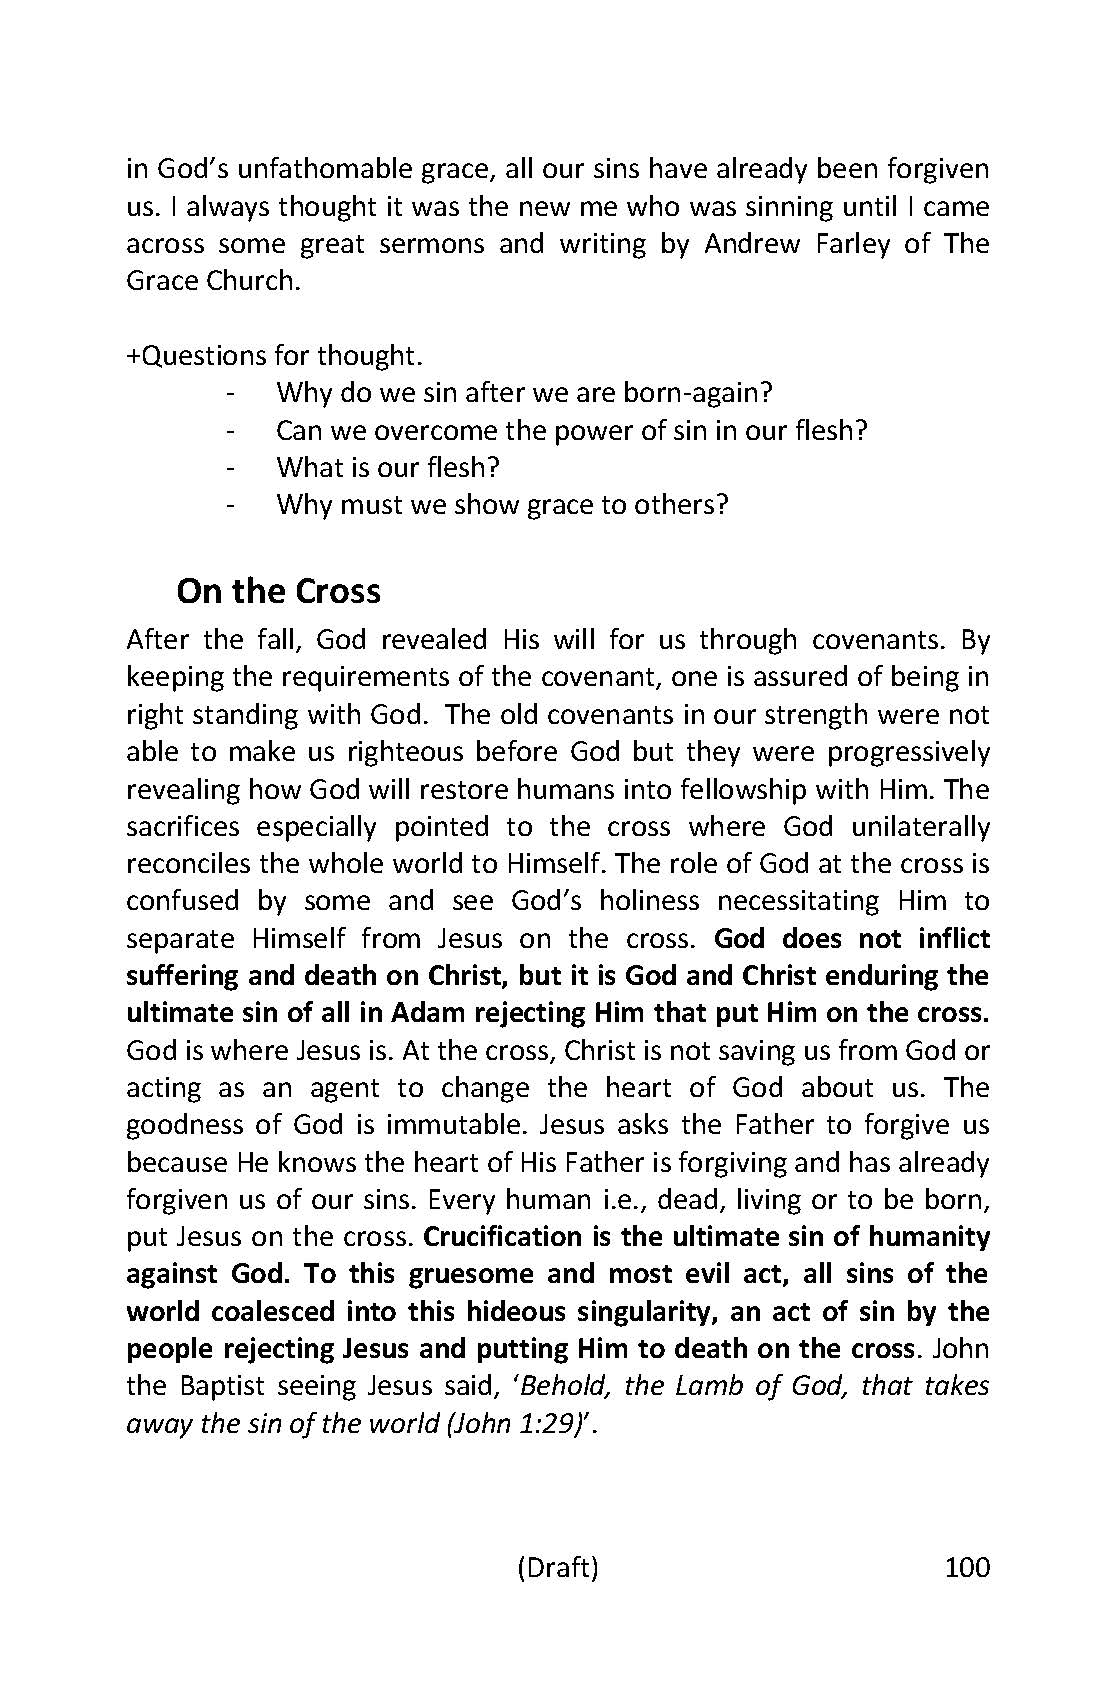 in God’s unfathomable grace, all our sins have already been forgiven
us. I always thought it was the new me who was sinning until I came
across some great sermons and writing by Andrew Farley of The
Grace Church.
+Questions for thought.
- Why do we sin after we are born-again?
- Can we overcome the power of sin in our flesh?
- What is our flesh?
- Why must we show grace to others?
On the Cross
After the fall, God revealed His will for us through covenants. By
keeping the requirements of the covenant, one is assured of being in
right standing with God. The old covenants in our strength were not
able to make us righteous before God but they were progressively
revealing how God will restore humans into fellowship with Him. The
sacrifices especially pointed to the cross where God unilaterally
reconciles the whole world to Himself. The role of God at the cross is
confused by some and see God’s holiness necessitating Him to
separate Himself from Jesus on the cross. God does not inflict
suffering and death on Christ, but it is God and Christ enduring the
ultimate sin of all in Adam rejecting Him that put Him on the cross.
God is where Jesus is. At the cross, Christ is not saving us from God or
acting as an agent to change the heart of God about us. The
goodness of God is immutable. Jesus asks the Father to forgive us
because He knows the heart of His Father is forgiving and has already
forgiven us of our sins. Every human i.e., dead, living or to be born,
put Jesus on the cross. Crucification is the ultimate sin of humanity
against God. To this gruesome and most evil act, all sins of the
world coalesced into this hideous singularity, an act of sin by the
people rejecting Jesus and putting Him to death on the cross. John
the Baptist seeing Jesus said, ‘Behold, the Lamb of God, that takes
away the sin of the world (John 1:29)’.
(Draft) 100